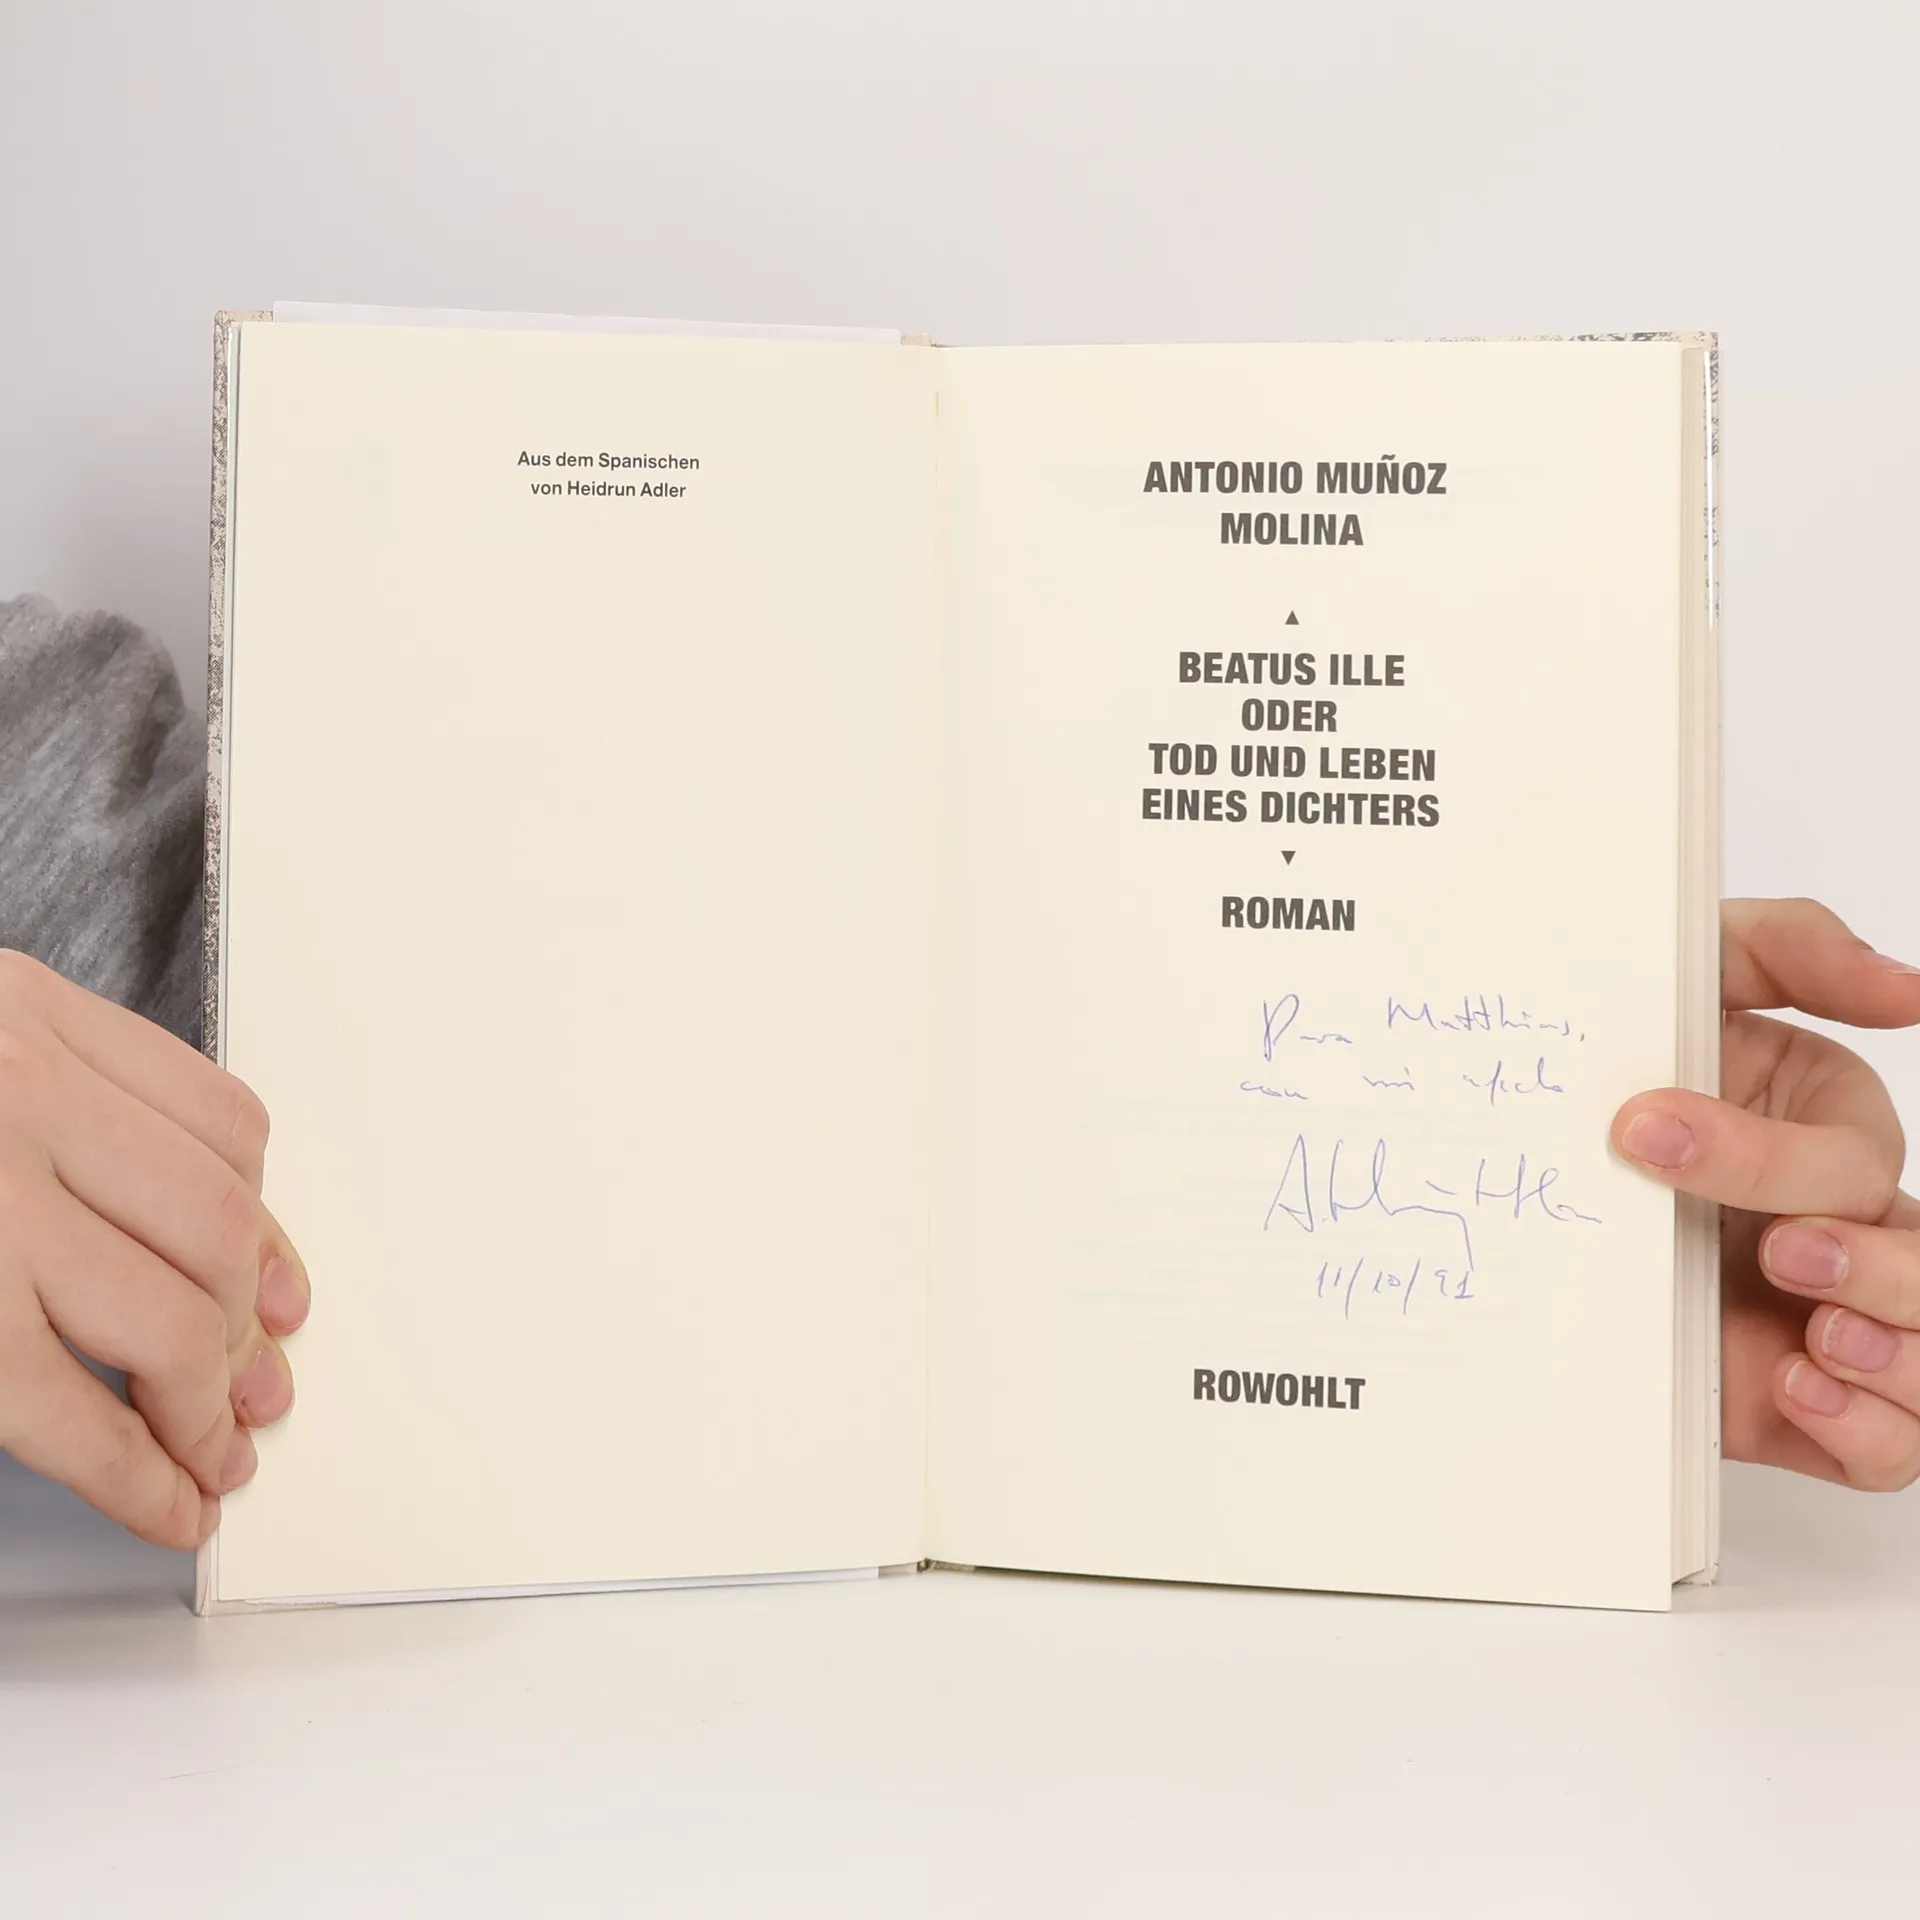 Aus dem Spanischen
von Heidrun Adler
ANTONIO MUÑOZ
MOLINA
▲
BEATUS ILLE
ODER
TOD UND LEBEN
EINES DICHTERS
▼
ROMAN
Para Matthias,
con mi afecto
11/10/91
ROWOHLT